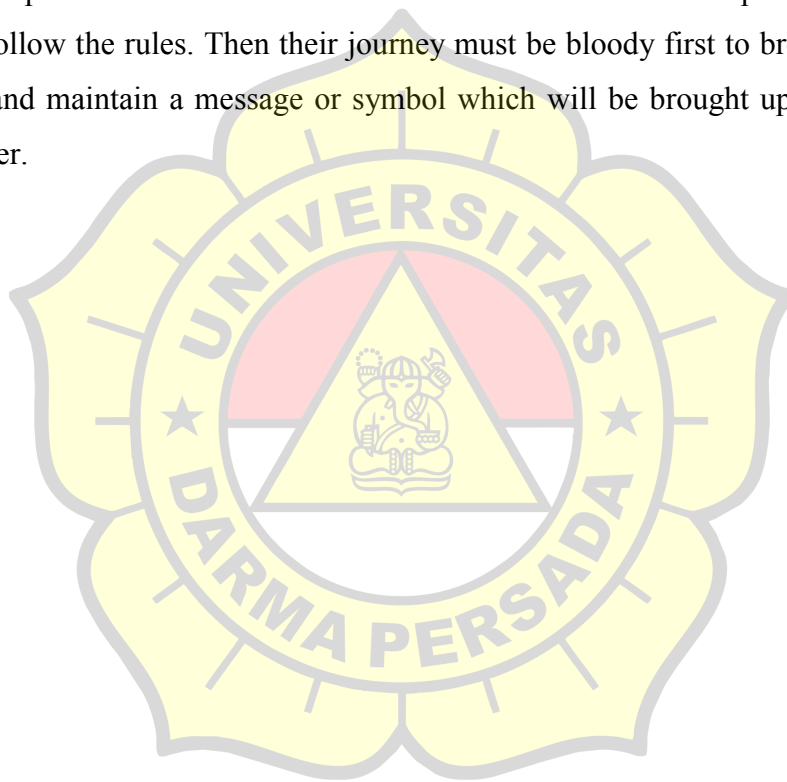 ollow the rules. Then their journey must be bloody first to br
and maintain a message or symbol which will be brought up
er.
UNIVERSITAS
DARMA PERSADA